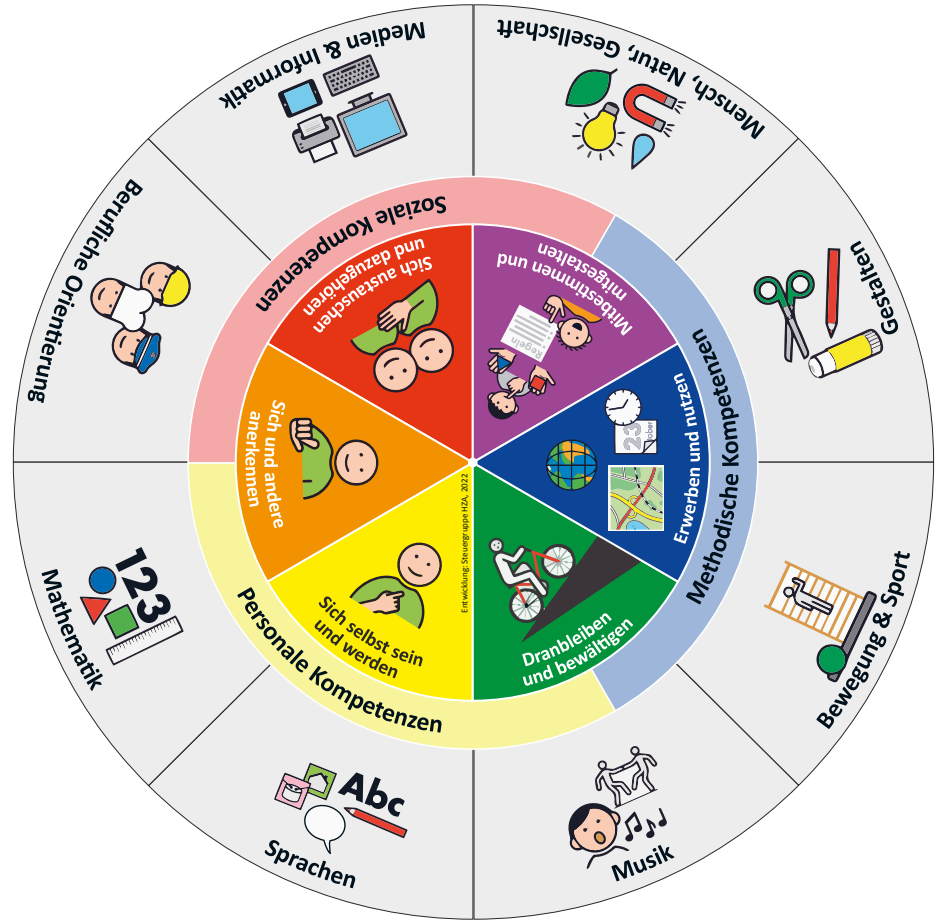 Medien & Informatik
Mensch, Natur, Gesellschaft
Gestalten
Bewegung & Sport
Musik
Sprachen
Abc
Mathematik
123
Berufliche Orientierung
Soziale Kompetenzen
Methodische Kompetenzen
Personale Kompetenzen
Sich austauschen
und dazugehören
Mitbestimmen und
mitgestalten
Regeln
Erwerben und nutzen
23
ober
Dranbleiben
und bewältigen
Sich selbst sein
und werden
Sich und andere
anerkennen
Entwicklung: Steuergruppe HZA, 2022